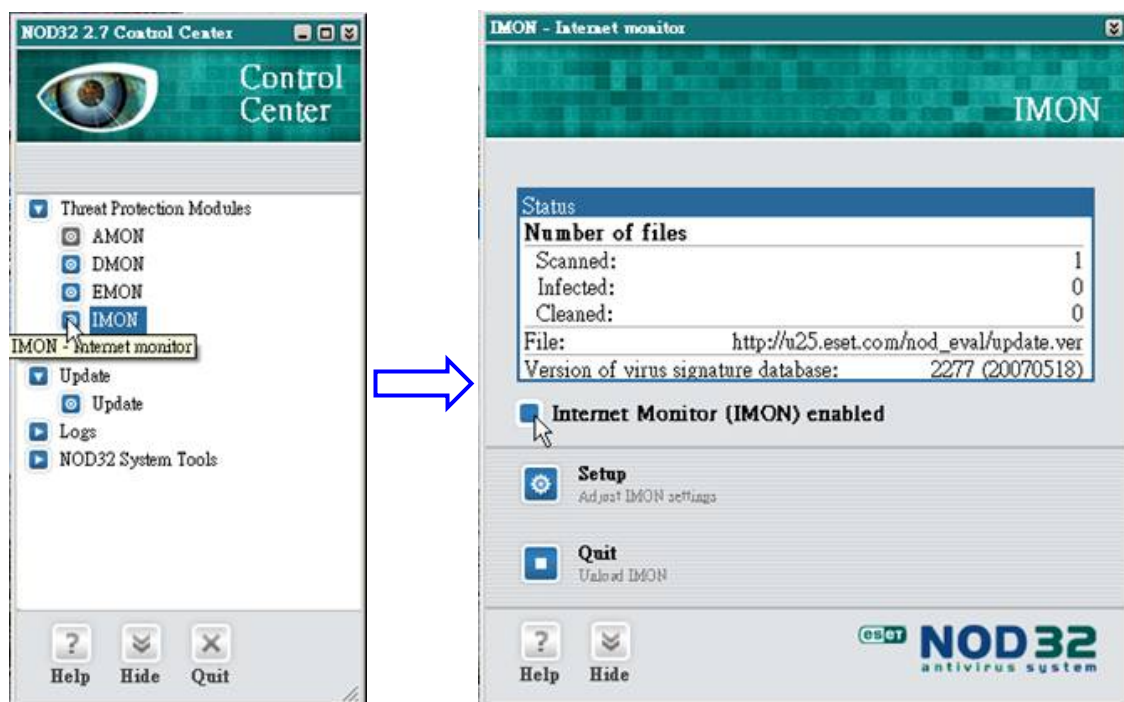 NOD32 2.7 Control Center
Control
Center
Threat Protection Modules
AMON
DMON
EMON
IMON
IMON - Internet monitor
Update
Update
Logs
NOD32 System Tools
Help Hide Quit
IMON - Internet monitor
IMON
Status
Number of files
Scanned: 1
Infected: 0
Cleaned: 0
File: http://u25.eset.com/nod_eval/update.ver
Version of virus signature database: 2277 (20070518)
Internet Monitor (IMON) enabled
Setup
Adjust IMON settings
Quit
Unload IMON
Help Hide
eset NOD32
antivirus system